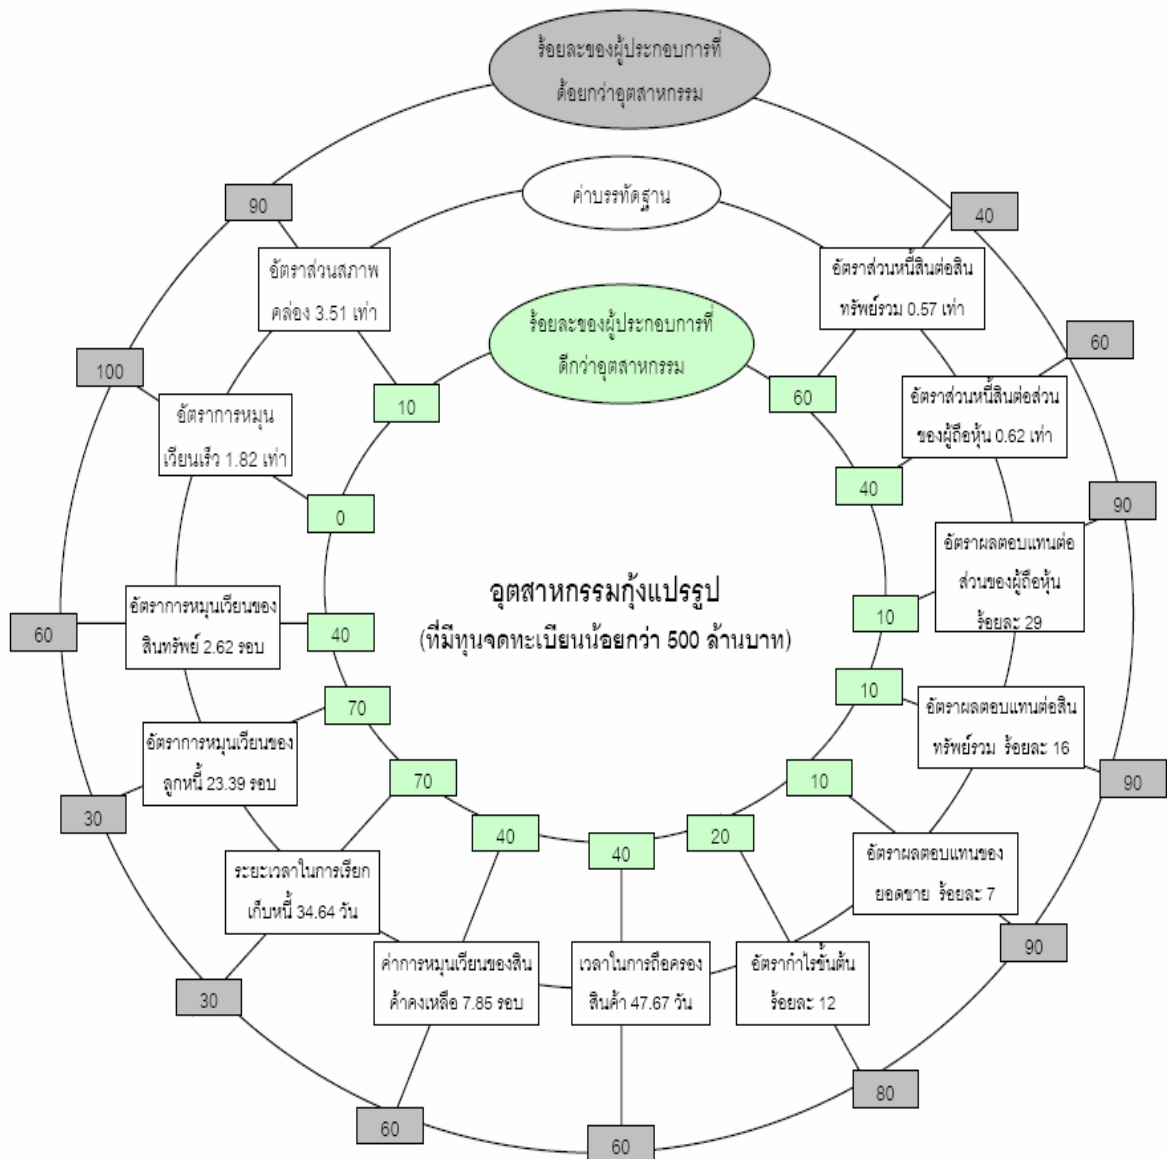 ร้อยละของผู้ประกอบการที่
ด้อยกว่าอุตสาหกรรม
90
40
ค่าบรรทัดฐาน
อัตราส่วนสภาพ
คล่อง 3.51 เท่า
อัตราส่วนหนี้สินต่อสิน
ทรัพย์รวม 0.57 เท่า
ร้อยละของผู้ประกอบการที่
ดีกว่าอุตสาหกรรม
100
60
10
60
อัตราการหมุน
เวียนเร็ว 1.82 เท่า
อัตราส่วนหนี้สินต่อส่วน
ของผู้ถือหุ้น 0.62 เท่า
0
40
90
อัตราผลตอบแทนต่อ
ส่วนของผู้ถือหุ้น
ร้อยละ 29
อุตสาหกรรมกุ้งแปรรูป
(ที่มีทุนจดทะเบียนน้อยกว่า 500 ล้านบาท)
60
อัตราการหมุนเวียนของ
สินทรัพย์ 2.62 รอบ
40
10
70
10
อัตราผลตอบแทนต่อสิน
ทรัพย์รวม ร้อยละ 16
90
อัตราการหมุนเวียนของ
ลูกหนี้ 23.39 รอบ
30
70
10
40
40
20
ระยะเวลาในการเรียก
เก็บหนี้ 34.64 วัน
อัตราผลตอบแทนของ
ยอดขาย ร้อยละ 7
90
ค่าการหมุนเวียนของสิน
ค้าคงเหลือ 7.85 รอบ
เวลาในการถือครอง
สินค้า 47.67 วัน
อัตรากำไรขั้นต้น
ร้อยละ 12
30
80
60
60